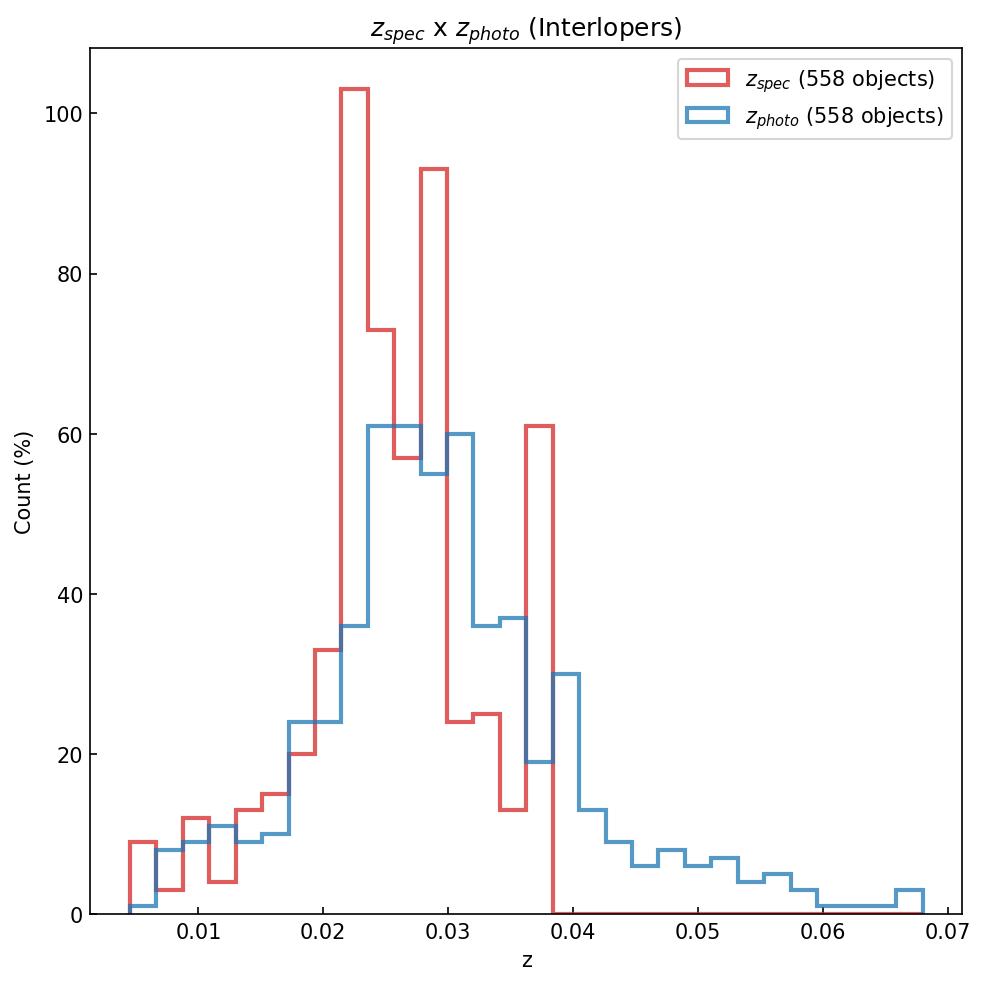 z_spec x z_photo (Interlopers)
z_spec (558 objects)
z_photo (558 objects)
Count (%)
100
80
60
40
20
0
0.01 0.02 0.03 0.04 0.05 0.06 0.07
z